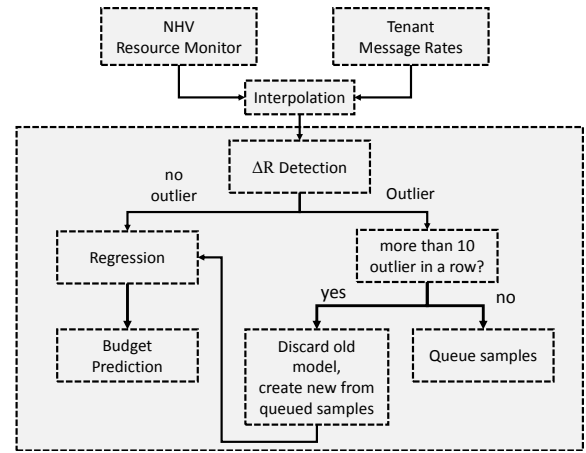 NHV
Resource Monitor
Tenant
Message Rates
Interpolation
ΔR Detection
no
outlier
Outlier
Regression
more than 10
outlier in a row?
yes
no
Budget
Prediction
Discard old
model,
create new from
queued samples
Queue samples